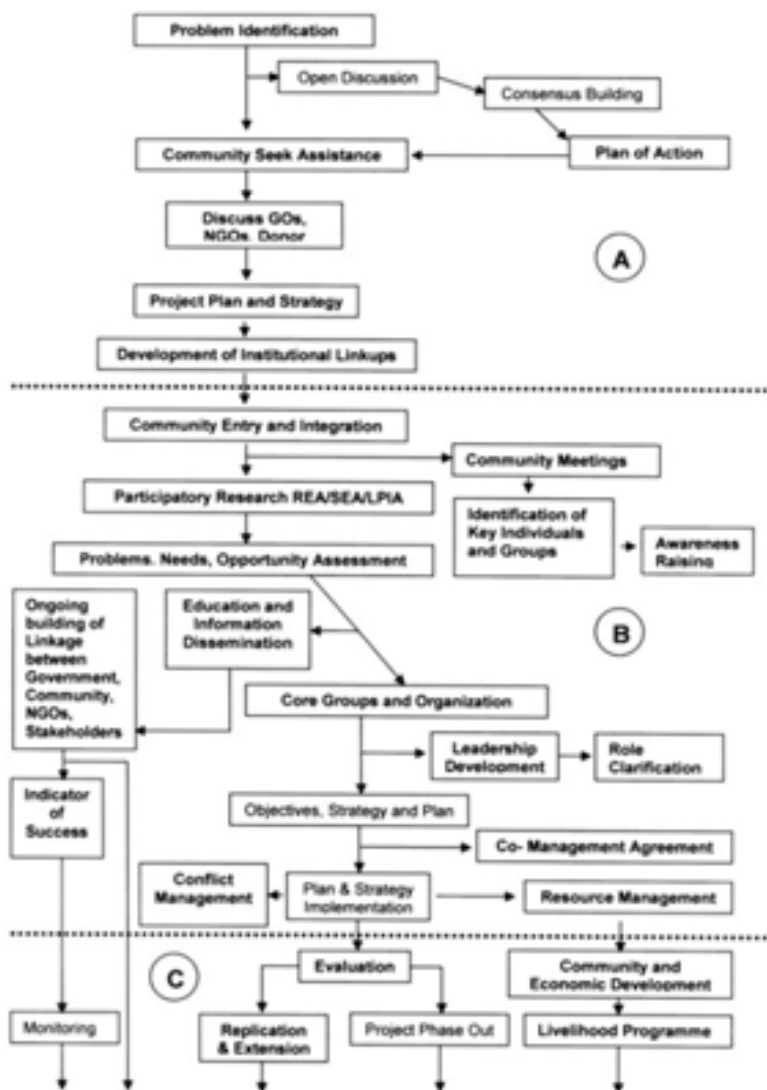 Problem Identification
Open Discussion
Consensus Building
Community Seek Assistance
Plan of Action
Discuss GOs,
NGOs, Donor
A
Project Plan and Strategy
Development of Institutional Linkups
Community Entry and Integration
Community Meetings
Participatory Research REA/SEA/LPIA
Identification of
Key Individuals
and Groups
Awareness
Raising
Problems. Needs, Opportunity Assessment
Ongoing
building of
Linkage
between
Government,
Community,
NGOs,
Stakeholders
Education and
Information
Dissemination
B
Core Groups and Organization
Leadership
Development
Role
Clarification
Indicator
of
Success
Objectives, Strategy and Plan
Co- Management Agreement
Conflict
Management
Plan & Strategy
Implementation
Resource Management
C
Evaluation
Community and
Economic Development
Monitoring
Replication
& Extension
Project Phase Out
Livelihood Programme